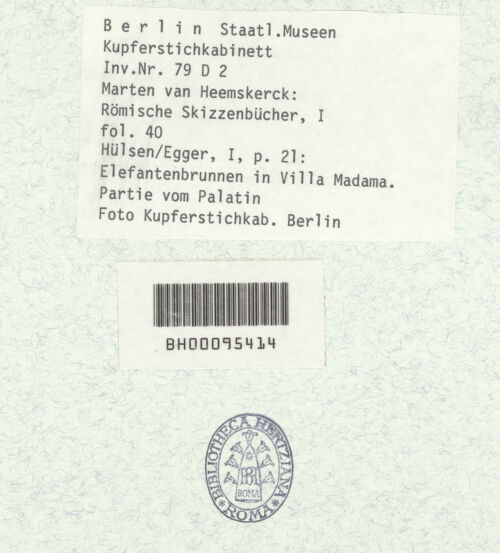 B e r l i n Staatl.Museen
Kupferstichkabinett
Inv.Nr. 79 D 2
Marten van Heemskerck:
Römische Skizzenbücher, I
fol. 40
Hülsen/Egger, I, p. 21:
Elefantenbrunnen in Villa Madama.
Partie vom Palatin
Foto Kupferstichkab. Berlin
BH00095414
BIBLIOTHECA HERTZIANA
BH
ROMA
*ROMA*